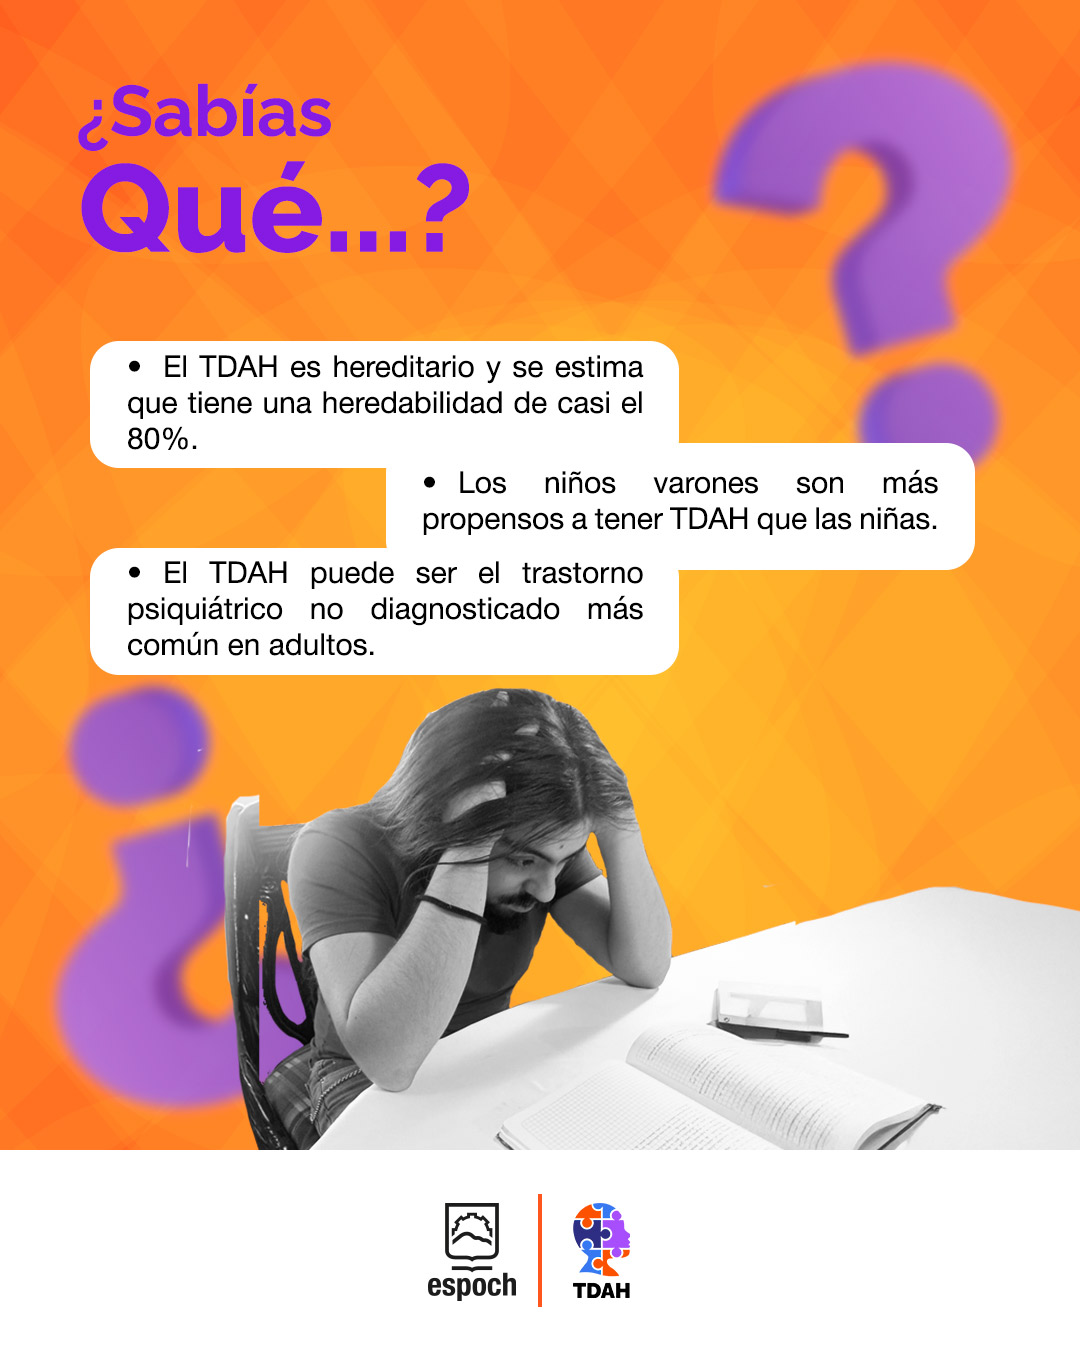 ¿Sabías
Qué...?
• El TDAH es hereditario y se estima
que tiene una heredabilidad de casi el
80%.
• Los niños varones son más
propensos a tener TDAH que las niñas.
• El TDAH puede ser el trastorno
psiquiátrico no diagnosticado más
común en adultos.
espoch
TDAH